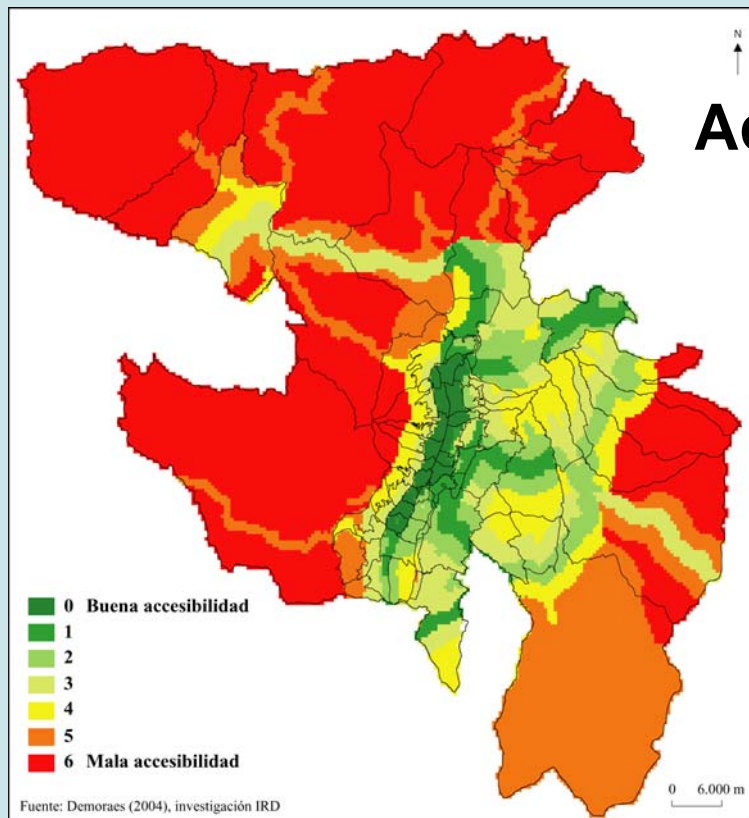 N
Ac
0 Buena accesibilidad
1
2
3
4
5
6 Mala accesibilidad
0 6.000 m
Fuente: Demoraes (2004), investigación IRD